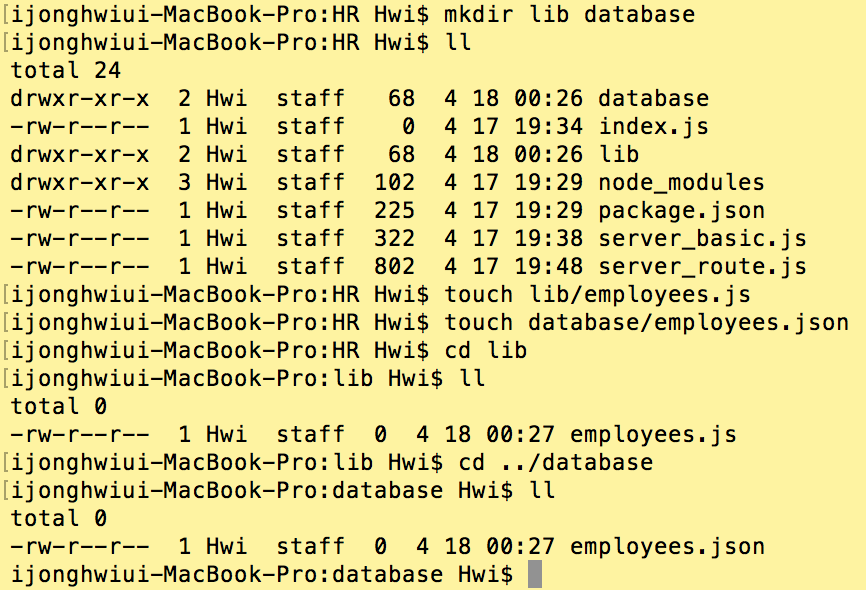 [ijonghwiui-MacBook-Pro:HR Hwi$ mkdir lib database
[ijonghwiui-MacBook-Pro:HR Hwi$ ll
total 24
drwxr-xr-x  2 Hwi  staff   68  4 18 00:26 database
-rw-r--r--  1 Hwi  staff    0  4 17 19:34 index.js
drwxr-xr-x  2 Hwi  staff   68  4 18 00:26 lib
drwxr-xr-x  3 Hwi  staff  102  4 17 19:29 node_modules
-rw-r--r--  1 Hwi  staff  225  4 17 19:29 package.json
-rw-r--r--  1 Hwi  staff  322  4 17 19:38 server_basic.js
-rw-r--r--  1 Hwi  staff  802  4 17 19:48 server_route.js
[ijonghwiui-MacBook-Pro:HR Hwi$ touch lib/employees.js
[ijonghwiui-MacBook-Pro:HR Hwi$ touch database/employees.json
[ijonghwiui-MacBook-Pro:HR Hwi$ cd lib
[ijonghwiui-MacBook-Pro:lib Hwi$ ll
total 0
-rw-r--r--  1 Hwi  staff  0  4 18 00:27 employees.js
[ijonghwiui-MacBook-Pro:lib Hwi$ cd ../database
[ijonghwiui-MacBook-Pro:database Hwi$ ll
total 0
-rw-r--r--  1 Hwi  staff  0  4 18 00:27 employees.json
ijonghwiui-MacBook-Pro:database Hwi$